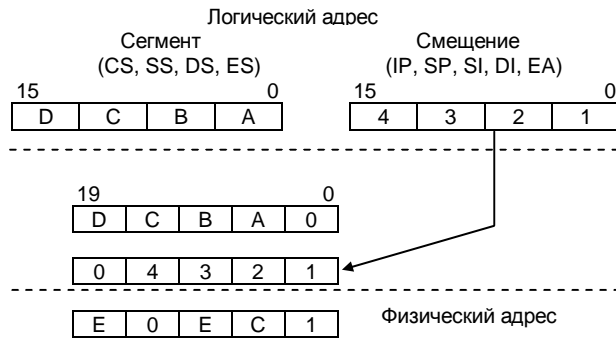 Логический адрес
Сегмент Смещение
(CS, SS, DS, ES) (IP, SP, SI, DI, EA)
15 0 15 0
D C B A 4 3 2 1
19 0
D C B A 0
0 4 3 2 1
E 0 E C 1 Физический адрес